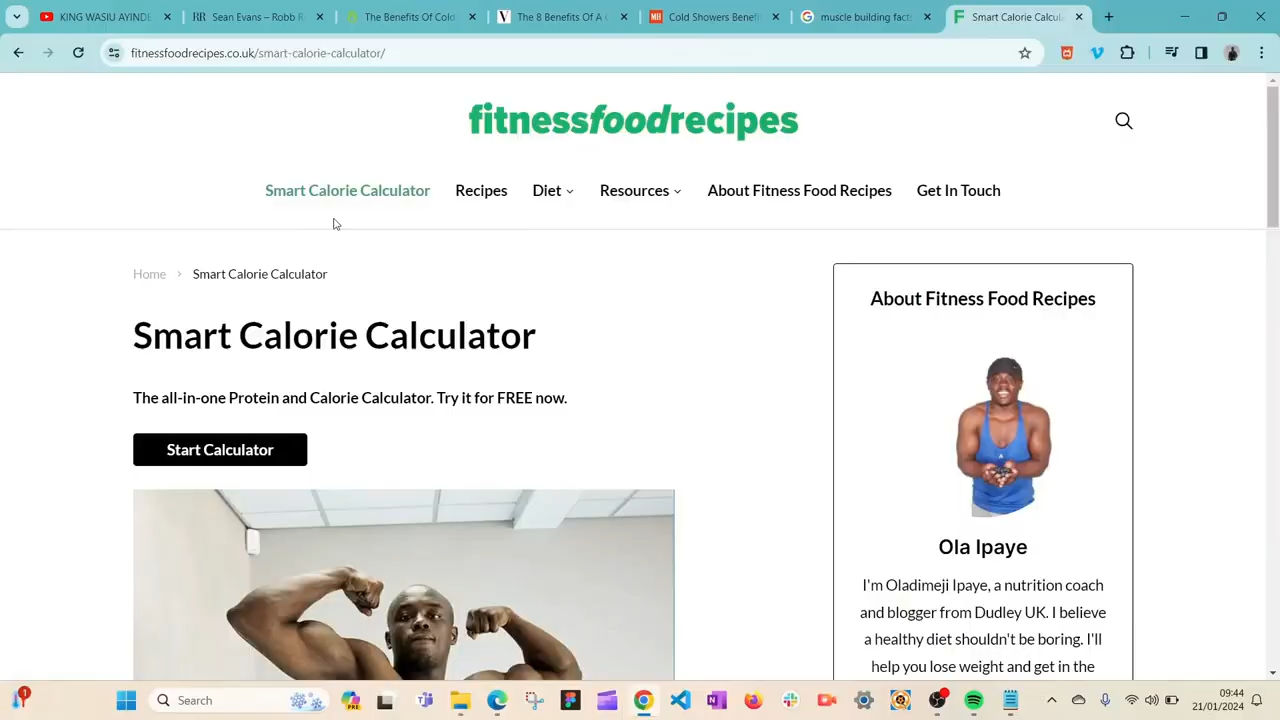 KING WASIU AYINDE
RR Sean Evans – Robb R
The Benefits Of Cold
V The 8 Benefits Of A C
MH Cold Showers Benef
G muscle building fact
F Smart Calorie Calcul
fitnessfoodrecipes.co.uk/smart-calorie-calculator/
fitnessfoodrecipes
Smart Calorie Calculator Recipes Diet Resources About Fitness Food Recipes Get In Touch
Home > Smart Calorie Calculator
Smart Calorie Calculator
The all-in-one Protein and Calorie Calculator. Try it for FREE now.
Start Calculator
About Fitness Food Recipes
Ola Ipaye
I'm Oladimeji Ipaye, a nutrition coach
and blogger from Dudley UK. I believe
a healthy diet shouldn't be boring. I'll
help you lose weight and get in the
1
Search
PRE
09:44
21/01/2024